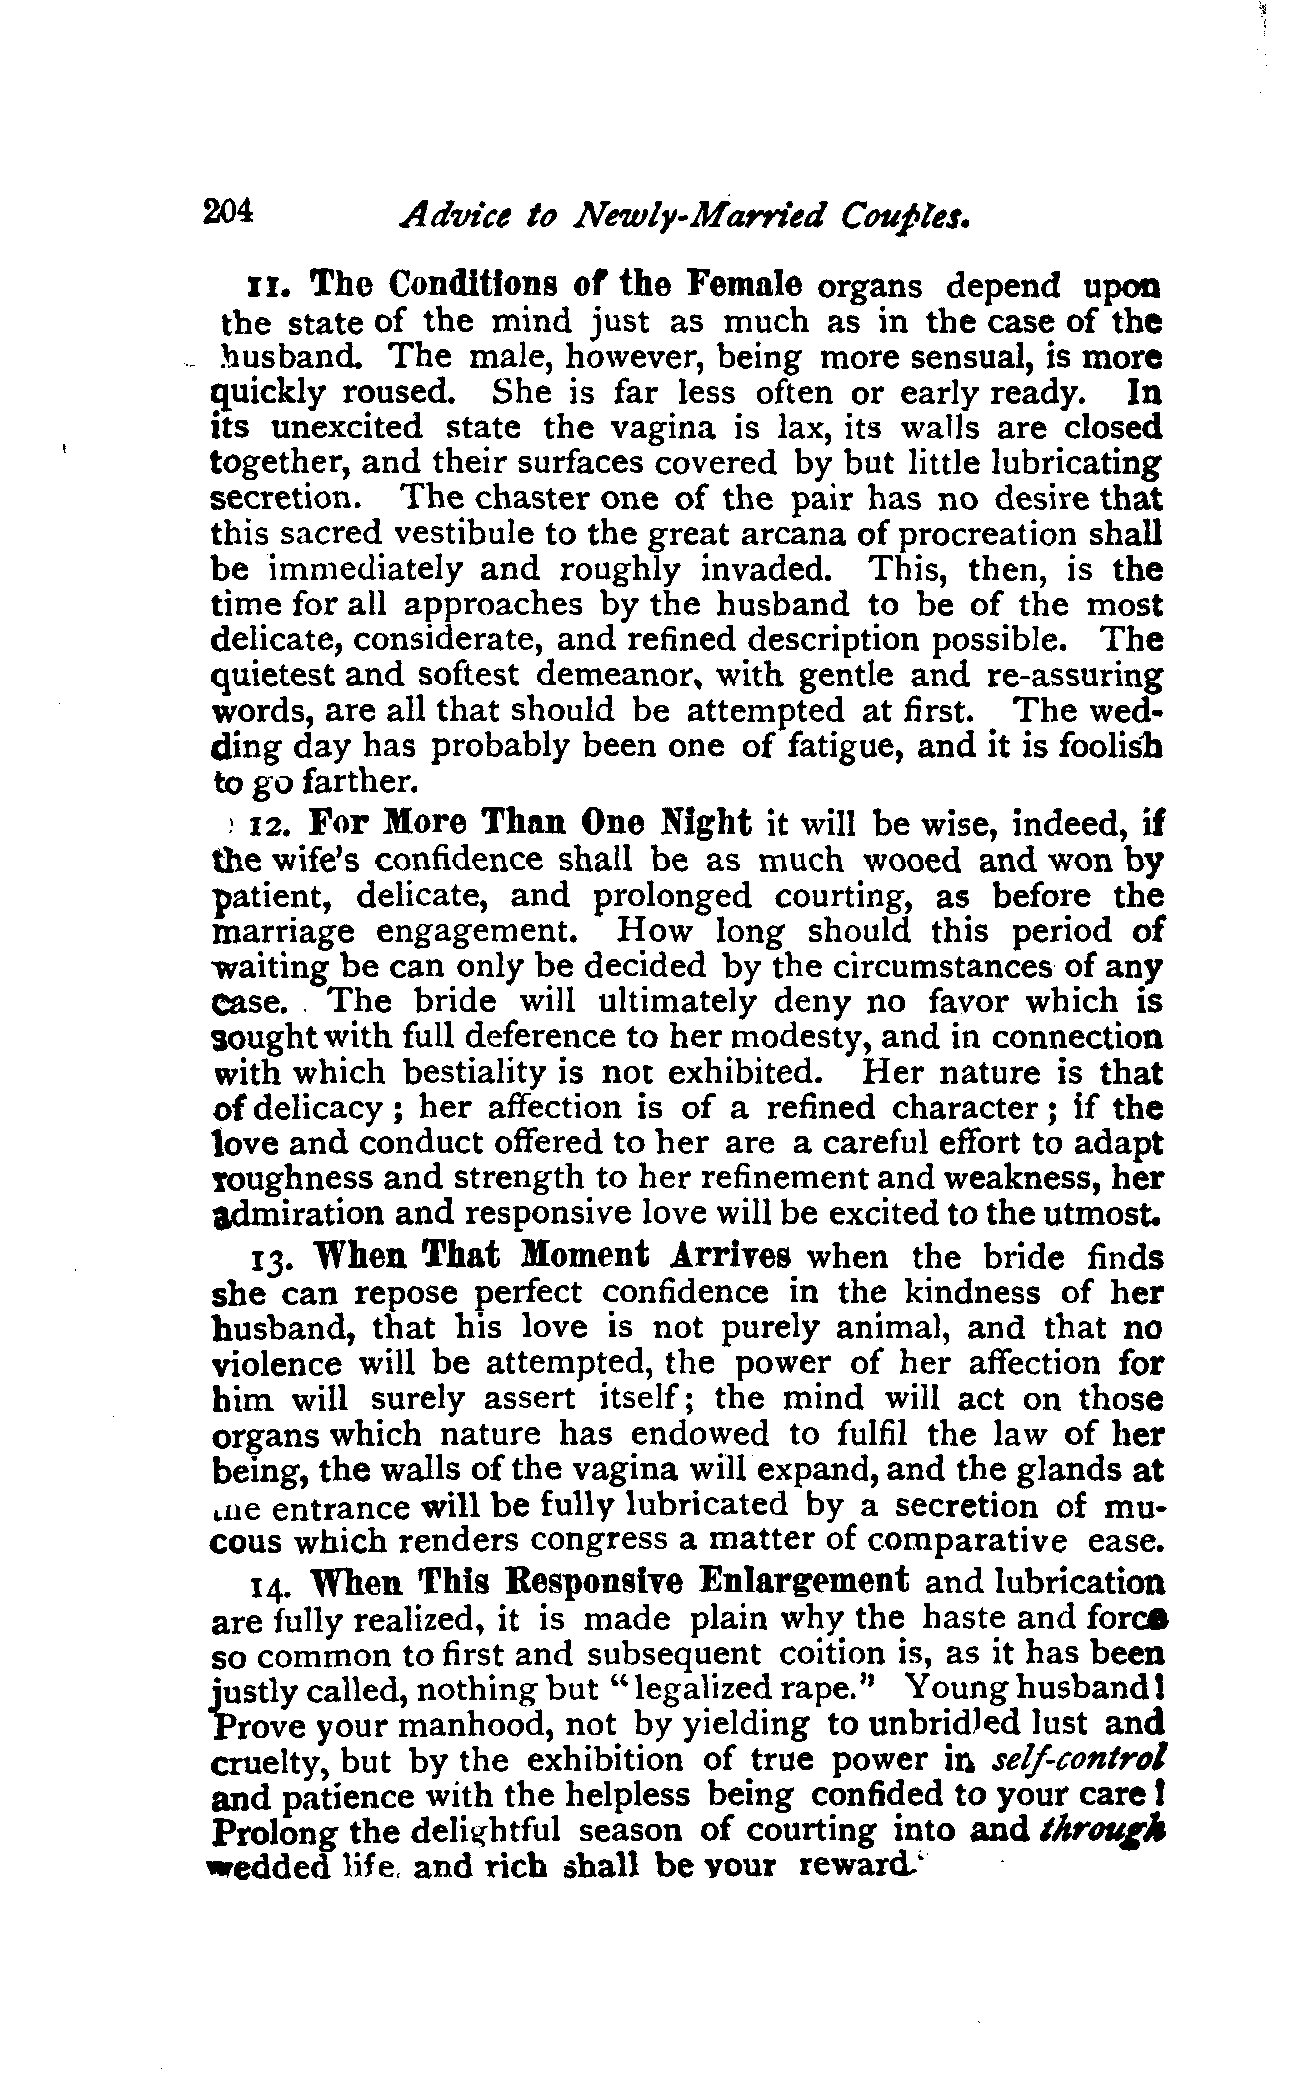 204 Advice to Newly-Married Couples.
11. The Conditions of the Female organs depend upon
the state of the mind just as much as in the case of the
husband. The male, however, being more sensual, is more
quickly roused. She is far less often or early ready. In
its unexcited state the vagina is lax, its walls are closed
together, and their surfaces covered by but little lubricating
secretion. The chaster one of the pair has no desire that
this sacred vestibule to the great arcana of procreation shall
be immediately and roughly invaded. This, then, is the
time for all approaches by the husband to be of the most
delicate, considerate, and refined description possible. The
quietest and softest demeanor, with gentle and re-assuring
words, are all that should be attempted at first. The wed-
ding day has probably been one of fatigue, and it is foolish
to go farther.
12. For More Than One Night it will be wise, indeed, if
the wife's confidence shall be as much wooed and won by
patient, delicate, and prolonged courting, as before the
marriage engagement. How long should this period of
waiting be can only be decided by the circumstances of any
case. The bride will ultimately deny no favor which is
sought with full deference to her modesty, and in connection
with which bestiality is not exhibited. Her nature is that
of delicacy; her affection is of a refined character; if the
love and conduct offered to her are a careful effort to adapt
roughness and strength to her refinement and weakness, her
admiration and responsive love will be excited to the utmost.
13. When That Moment Arrives when the bride finds
she can repose perfect confidence in the kindness of her
husband, that his love is not purely animal, and that no
violence will be attempted, the power of her affection for
him will surely assert itself; the mind will act on those
organs which nature has endowed to fulfil the law of her
being, the walls of the vagina will expand, and the glands at
the entrance will be fully lubricated by a secretion of mu-
cous which renders congress a matter of comparative ease.
14. When This Responsive Enlargement and lubrication
are fully realized, it is made plain why the haste and force
so common to first and subsequent coition is, as it has been
justly called, nothing but "legalized rape." Young husband!
Prove your manhood, not by yielding to unbridled lust and
cruelty, but by the exhibition of true power in self-control
and patience with the helpless being confided to your care!
Prolong the delightful season of courting into and through
wedded life, and rich shall be your reward.